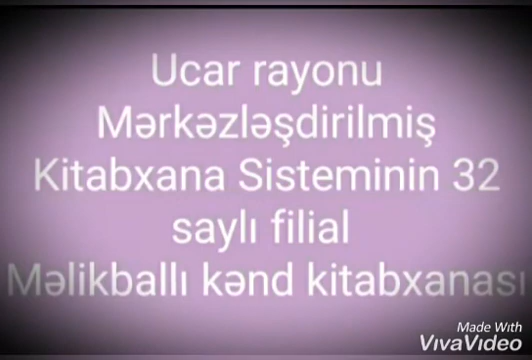 Ucar rayonu
Mərkəzləşdirilmiş
Kitabxana Sisteminin 32
saylı filial
Məlikballı kənd kitabxanası
Made With
VivaVideo